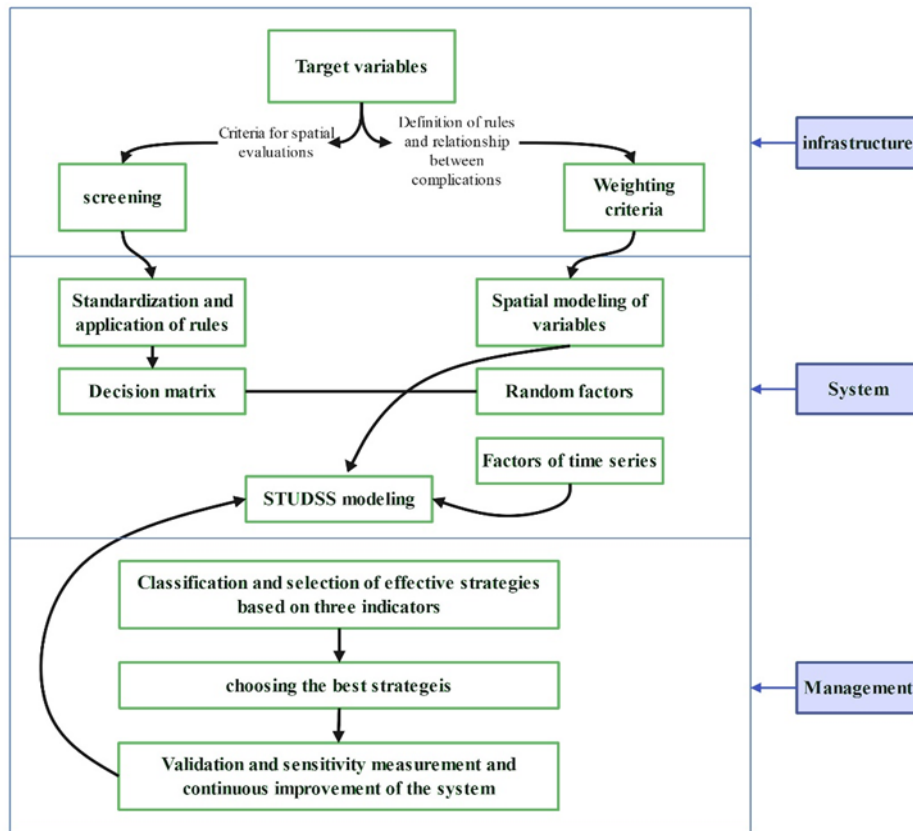 Target variables
Criteria for spatial
evaluations
Definition of rules
and relationship
between
complications
infrastructure
screening
Weighting
criteria
Standardization and
application of rules
Spatial modeling of
variables
Decision matrix
Random factors
System
Factors of time series
STUDSS modeling
Classification and selection of effective strategies
based on three indicators
choosing the best strategeis
Management
Validation and sensitivity measurement and
continuous improvement of the system